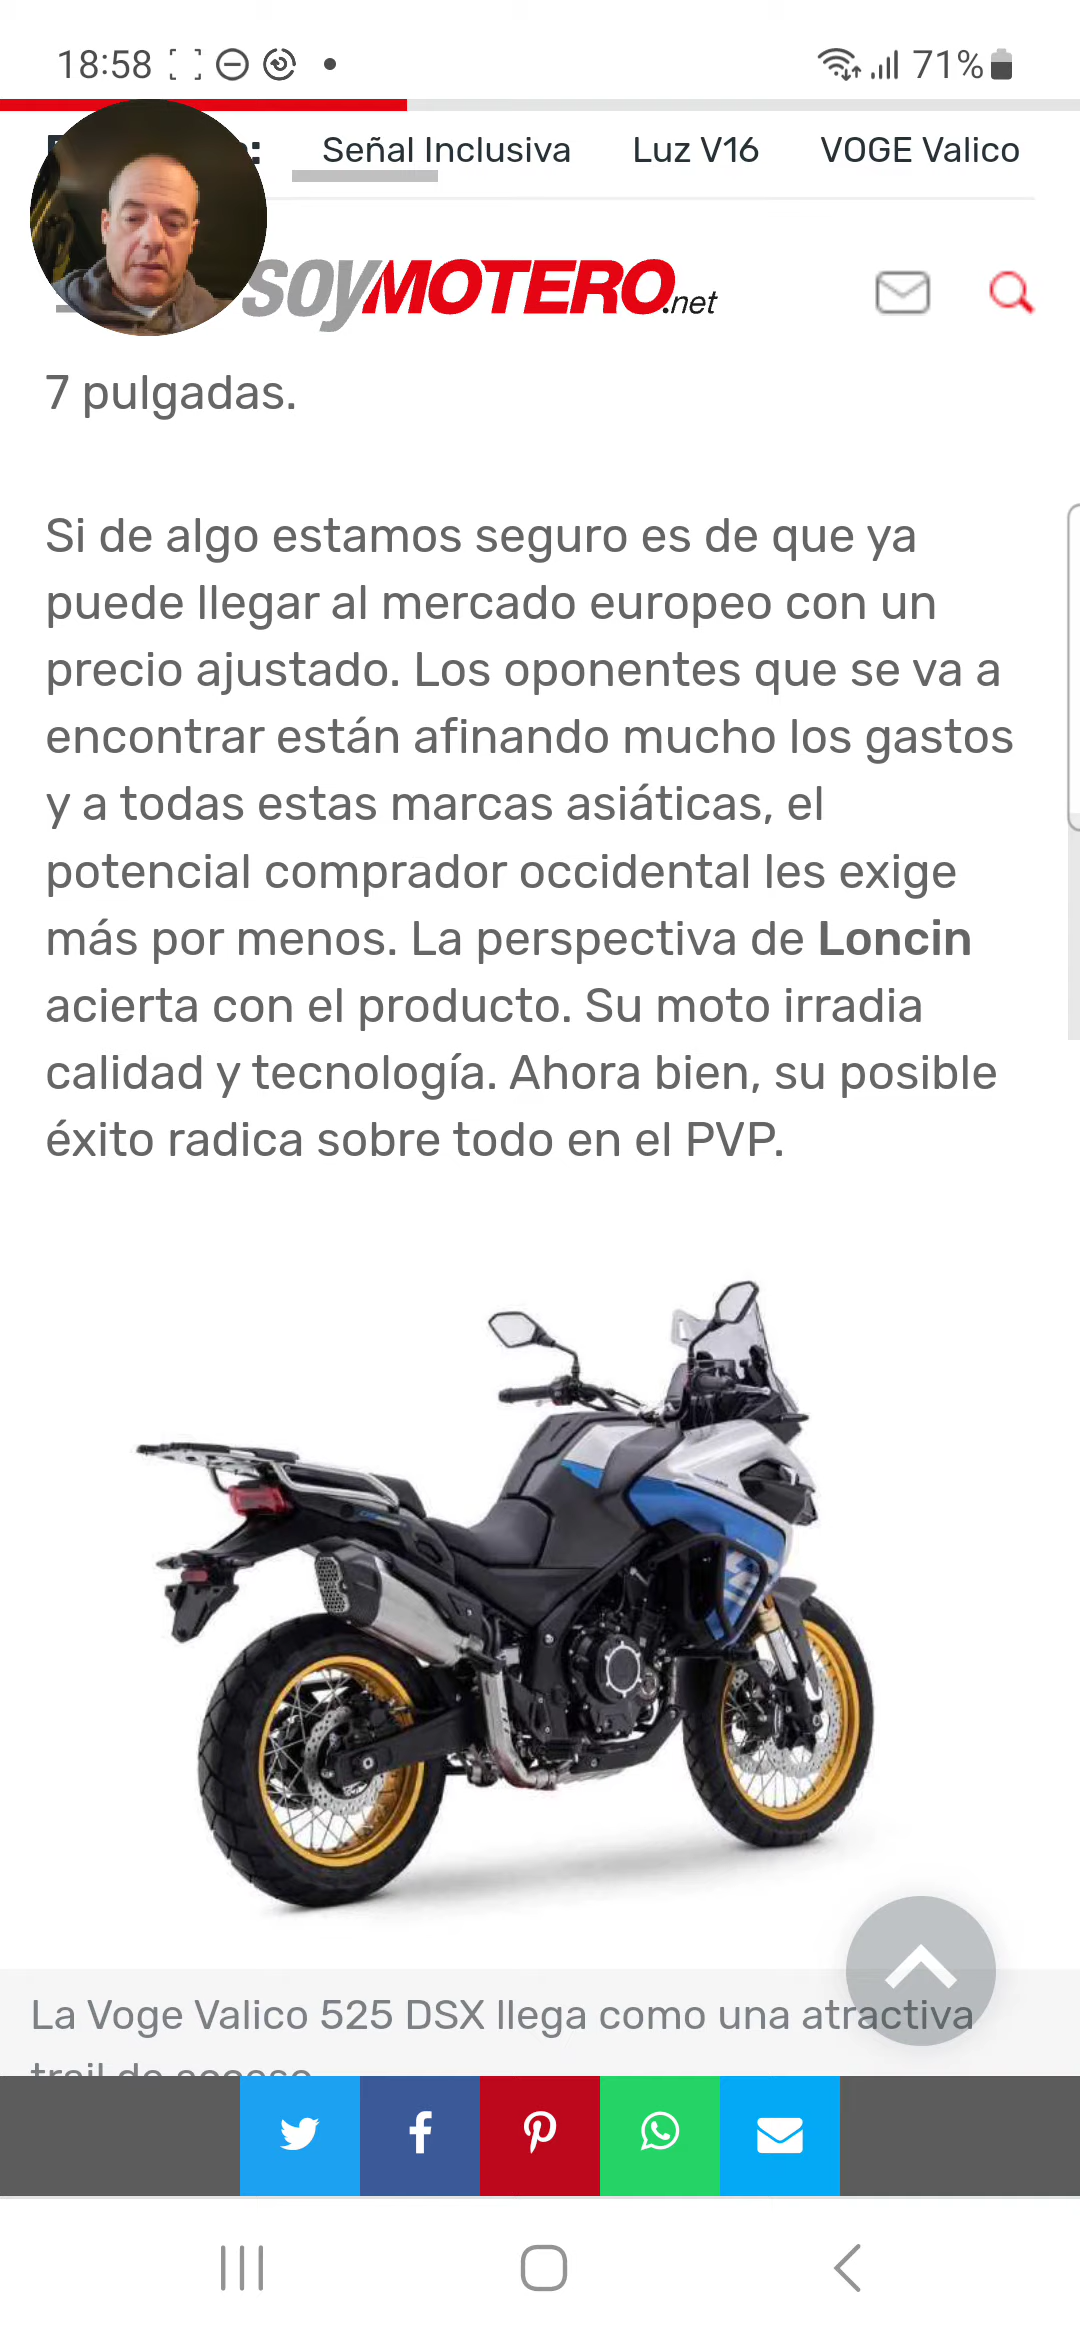 18:58
71%
Señal Inclusiva
Luz V16
VOGE Valico
SOYMOTERO.net
7 pulgadas.
Si de algo estamos seguro es de que ya
puede llegar al mercado europeo con un
precio ajustado. Los oponentes que se va a
encontrar están afinando mucho los gastos
y a todas estas marcas asiáticas, el
potencial comprador occidental les exige
más por menos. La perspectiva de Loncin
acierta con el producto. Su moto irradia
calidad y tecnología. Ahora bien, su posible
éxito radica sobre todo en el PVP.
La Voge Valico 525 DSX llega como una atractiva
trail de acceso